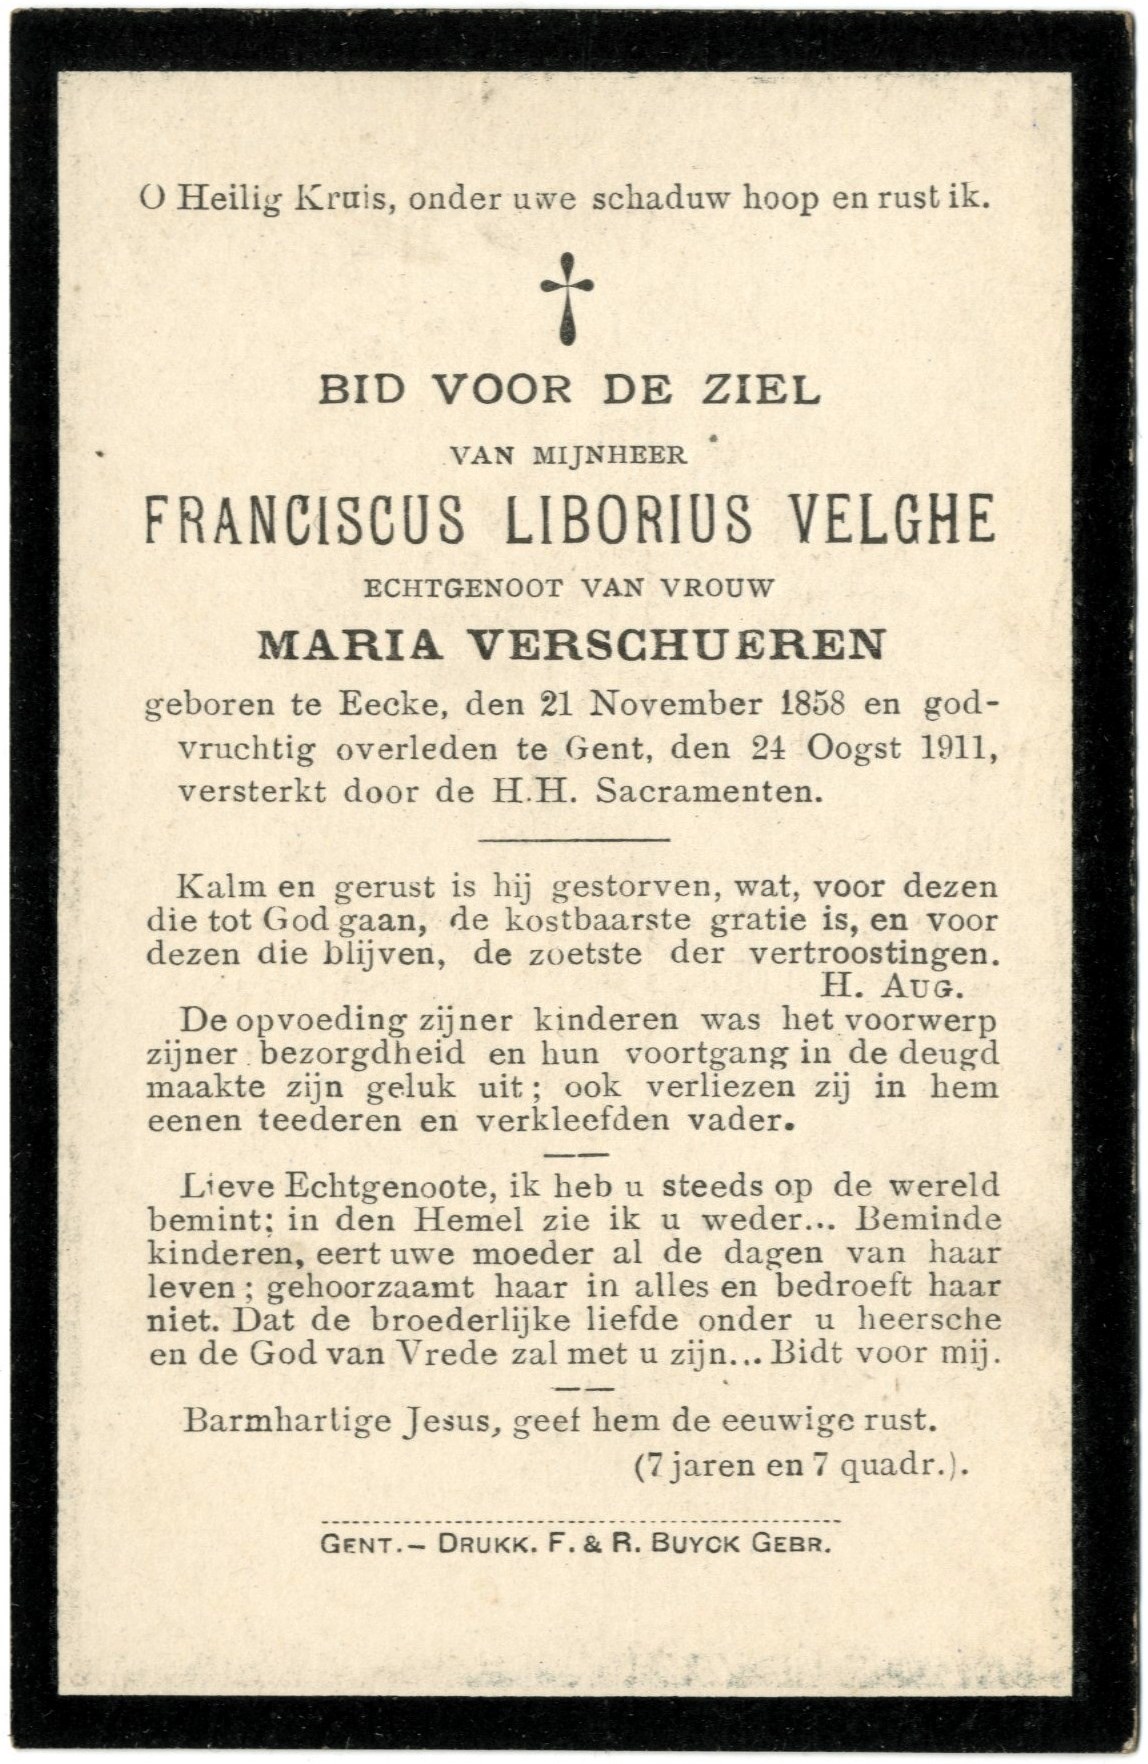 O Heilig Kruis, onder uwe schaduw hoop en rust ik.
BID VOOR DE ZIEL
VAN MIJNHEER
FRANCISCUS LIBORIUS VELGHE
ECHTGENOOT VAN VROUW
MARIA VERSCHUEREN
geboren te Eecke, den 21 November 1858 en god-
vruchtig overleden te Gent, den 24 Oogst 1911,
versterkt door de H.H. Sacramenten.
Kalm en gerust is hij gestorven, wat, voor dezen
die tot God gaan, de kostbaarste gratie is, en voor
dezen die blijven, de zoetste der vertroostingen.
H. AUG.
De opvoeding zijner kinderen was het voorwerp
zijner bezorgdheid en hun voortgang in de deugd
maakte zijn geluk uit; ook verliezen zij in hem
eenen teederen en verkleefden vader.
Lieve Echtgenoote, ik heb u steeds op de wereld
bemint; in den Hemel zie ik u weder... Beminde
kinderen, eert uwe moeder al de dagen van haar
leven; gehoorzaamt haar in alles en bedroeft haar
niet. Dat de broederlijke liefde onder u heersche
en de God van Vrede zal met u zijn... Bidt voor mij.
Barmhartige Jesus, geef hem de eeuwige rust.
(7 jaren en 7 quadr.).
GENT.— DRUKK. F. & R. BUYCK GEBR.